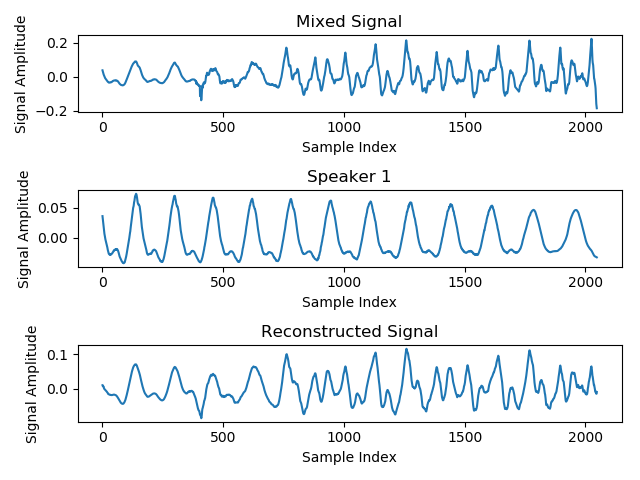 Mixed Signal
Signal Amplitude
0.2
0.0
−0.2
0 500 1000 1500 2000
Sample Index
Speaker 1
Signal Amplitude
0.05
0.00
0 500 1000 1500 2000
Sample Index
Reconstructed Signal
Signal Amplitude
0.1
0.0
0 500 1000 1500 2000
Sample Index